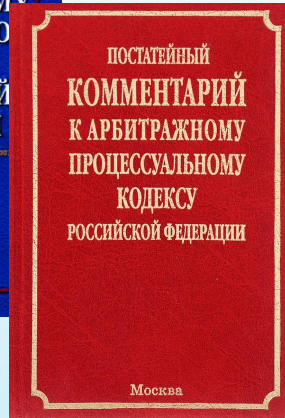 ПОСТАТЕЙНЫЙ
КОММЕНТАРИЙ
К АРБИТРАЖНОМУ
ПРОЦЕССУАЛЬНОМУ
КОДЕКСУ
РОССИЙСКОЙ ФЕДЕРАЦИИ
Москва